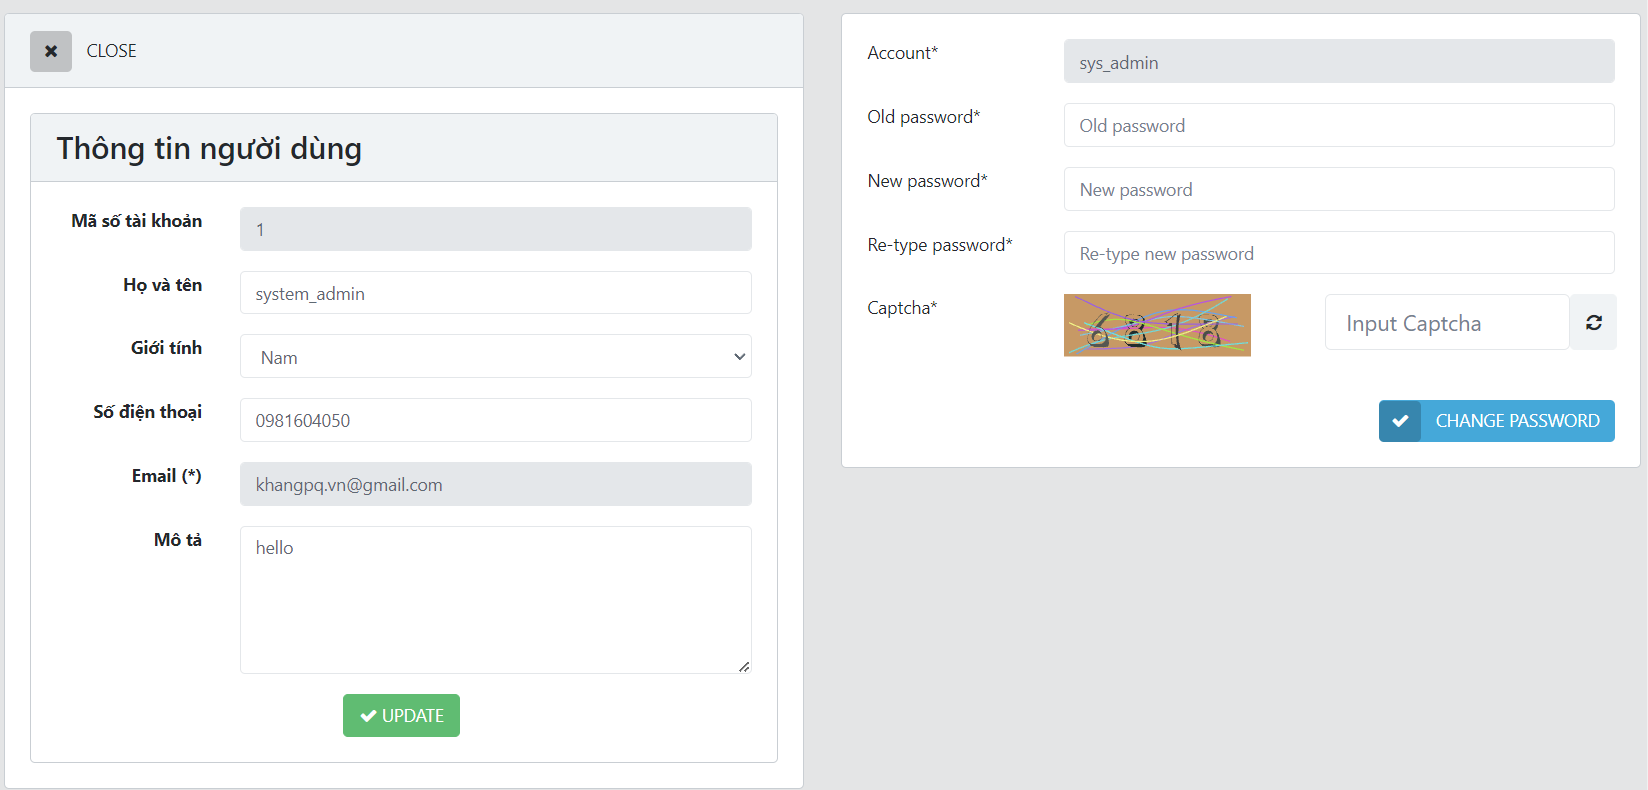 CLOSE
Thông tin người dùng
Mã số tài khoản
1
Họ và tên
system_admin
Giới tính
Nam
Số điện thoại
0981604050
Email (*)
khangpq.vn@gmail.com
Mô tả
hello
UPDATE
Account*
sys_admin
Old password*
Old password
New password*
New password
Re-type password*
Re-type new password
Captcha*
6818
Input Captcha
CHANGE PASSWORD